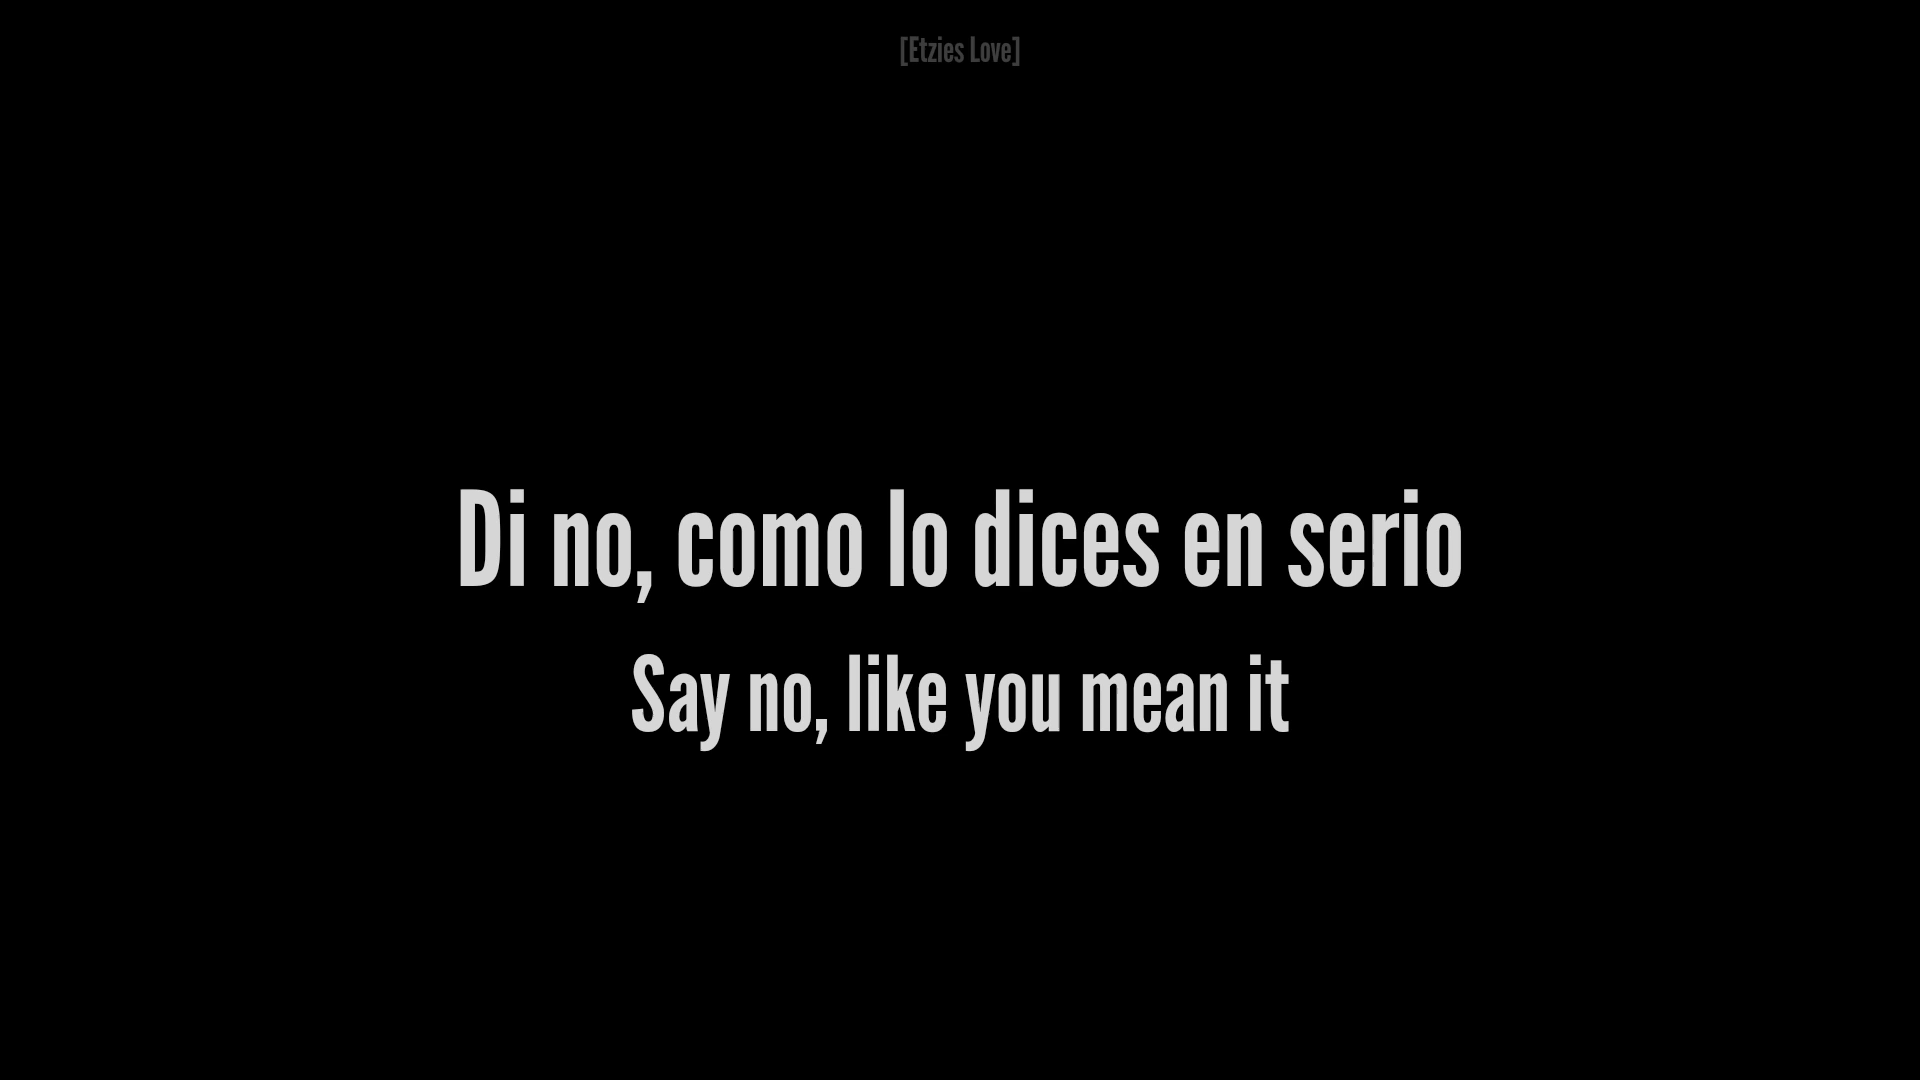 [Etzies Love]
Di no, como lo dices en serio
Say no, like you mean it